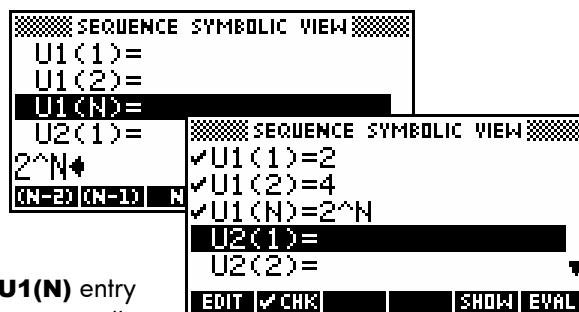 SEQUENCE SYMBOLIC VIEW
U1(1)=
U1(2)=
U1(N)=
U2(1)=
2^N
(N-2) (N-1) N
SEQUENCE SYMBOLIC VIEW
✔U1(1)=2
✔U1(2)=4
✔U1(N)=2^N
U2(1)=
U2(2)=
EDIT ✔CHK SHOW EVAL
U1(N) entry